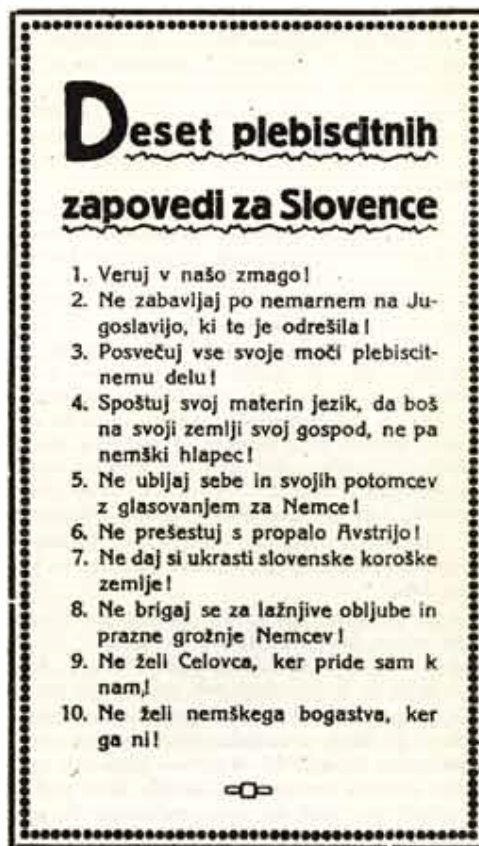 Deset plebiscitnih
zapovedi za Slovence
1. Veruj v našo zmago!
2. Ne zabavljaj po nemarnem na Ju-
goslavijo, ki te je odrešila!
3. Posvečuj vse svoje moči plebiscit-
nemu delu!
4. Spoštuj svoj materin jezik, da boš
na svoji zemlji svoj gospod, ne pa
nemški hlapec!
5. Ne ubijaj sebe in svojih potomcev
z glasovanjem za Nemce!
6. Ne prešestuj s propalo Avstrijo!
7. Ne daj si ukrasti slovenske koroške
zemlje!
8. Ne brigaj se za lažnjive obljube in
prazne grožnje Nemcev!
9. Ne želi Celovca, ker pride sam k
nam!
10. Ne želi nemškega bogastva, ker
ga ni!